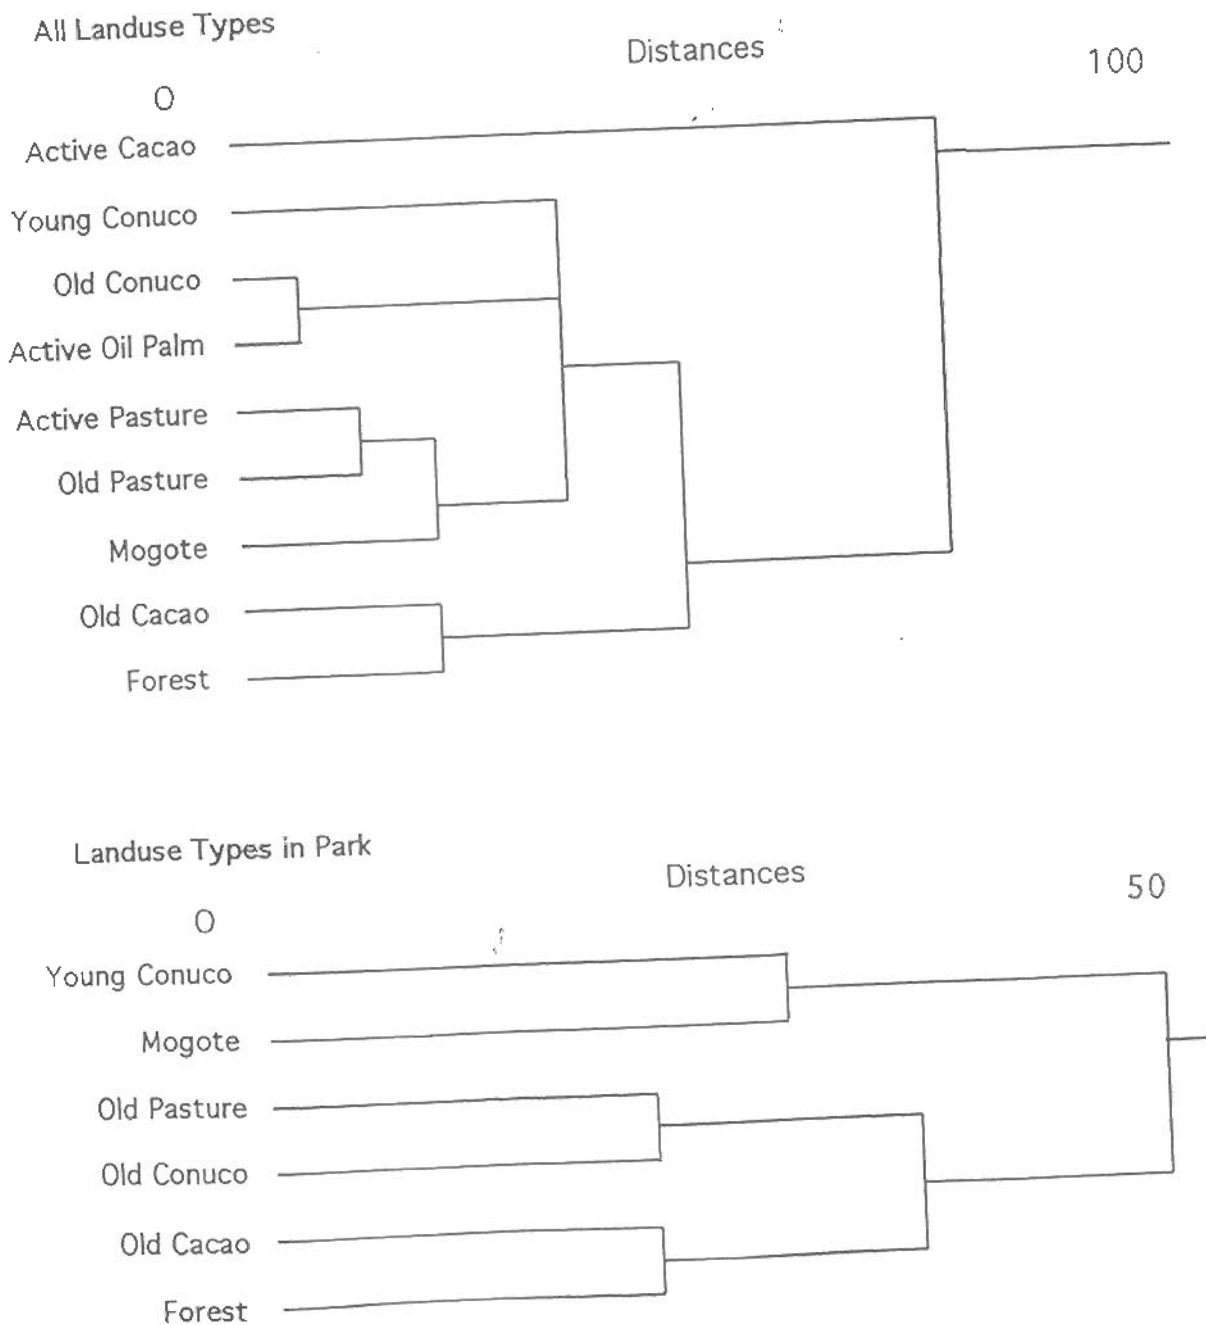 All Landuse Types
Distances
100
0
Active Cacao
Young Conuco
Old Conuco
Active Oil Palm
Active Pasture
Old Pasture
Mogote
Old Cacao
Forest
Landuse Types in Park
Distances
50
0
Young Conuco
Mogote
Old Pasture
Old Conuco
Old Cacao
Forest